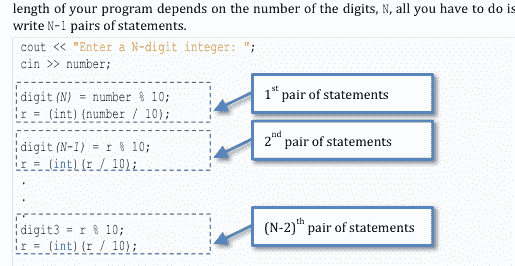 length of your program depends on the number of the digits, N, all you have to do is
write N-1 pairs of statements.
cout << "Enter a N-digit integer: ";
cin >> number;
digit(N) = number % 10;
r = (int)(number / 10);
1st pair of statements
digit(N-1) = r % 10;
r = (int)(r / 10);
2nd pair of statements
.
.
.
digit3 = r % 10;
r = (int)(r / 10);
(N-2)th pair of statements